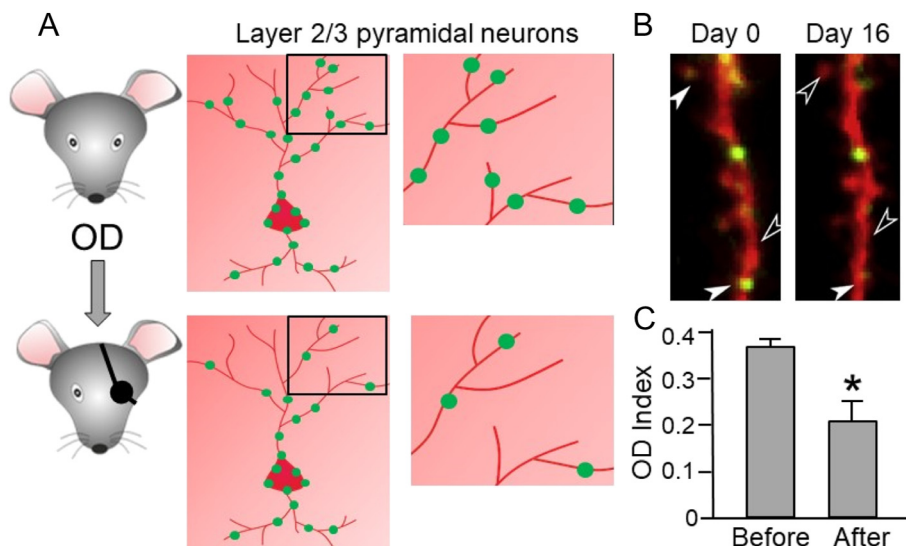 A
Layer 2/3 pyramidal neurons
OD
B
Day 0
Day 16
C
OD Index
0.4
0.3
0.2
0.1
0
*
Before
After